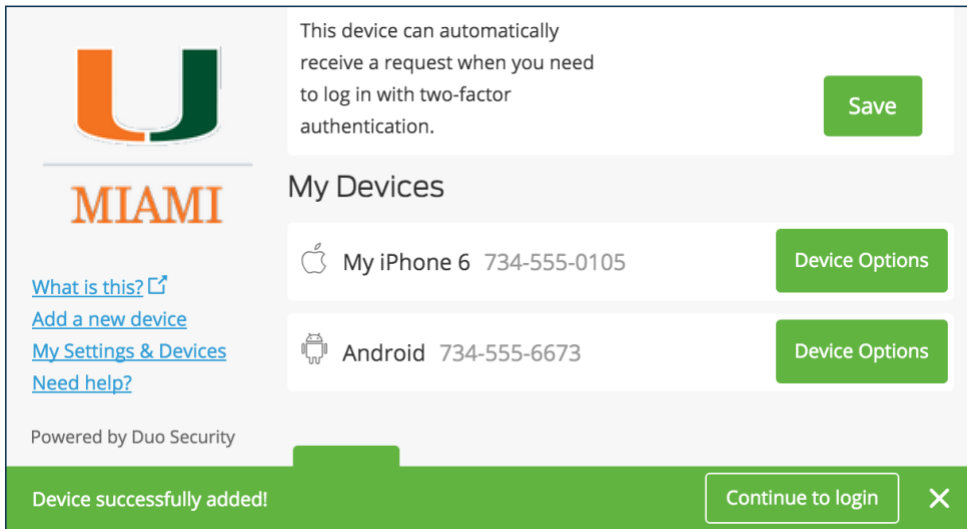 This device can automatically
receive a request when you need
to log in with two-factor
authentication.
Save
U
MIAMI
My Devices
My iPhone 6 734-555-0105
Device Options
Android 734-555-6673
Device Options
What is this?
Add a new device
My Settings & Devices
Need help?
Powered by Duo Security
Device successfully added!
Continue to login